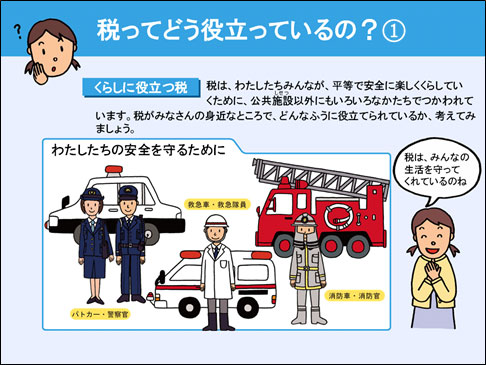 ?
税ってどう役立っているの?①
くらしに役立つ税
税は、わたしたちみんなが、平等で安全に楽しくくらしてい
くために、公共施設以外にもいろいろなかたちでつかわれて
しせつ
います。税がみなさんの身近なところで、どんなふうに役立てられているか、考えてみ
ましょう。
わたしたちの安全を守るために
救急車・救急隊員
パトカー・警察官
消防車・消防官
税は、みんなの
生活を守って
くれているのね